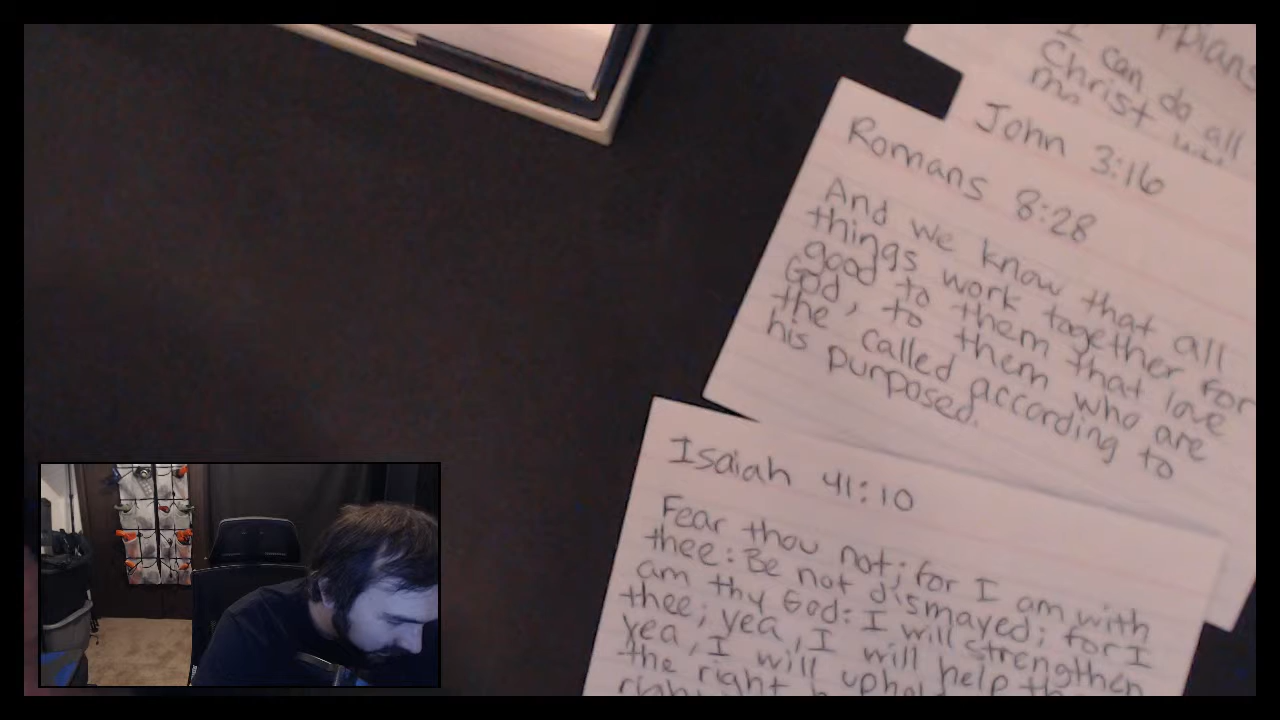 ppians
I can do all
Christ
John 3:16
Romans 8:28
And we know that all
things work together for
good to them that love
God, to them who are
the called according to
his purposed.
Isaiah 41:10
Fear thou not; for I am with
thee: Be not dismayed; for I
am thy God: I will strengthen
thee; yea, I will help
yea, I will uphol
the right